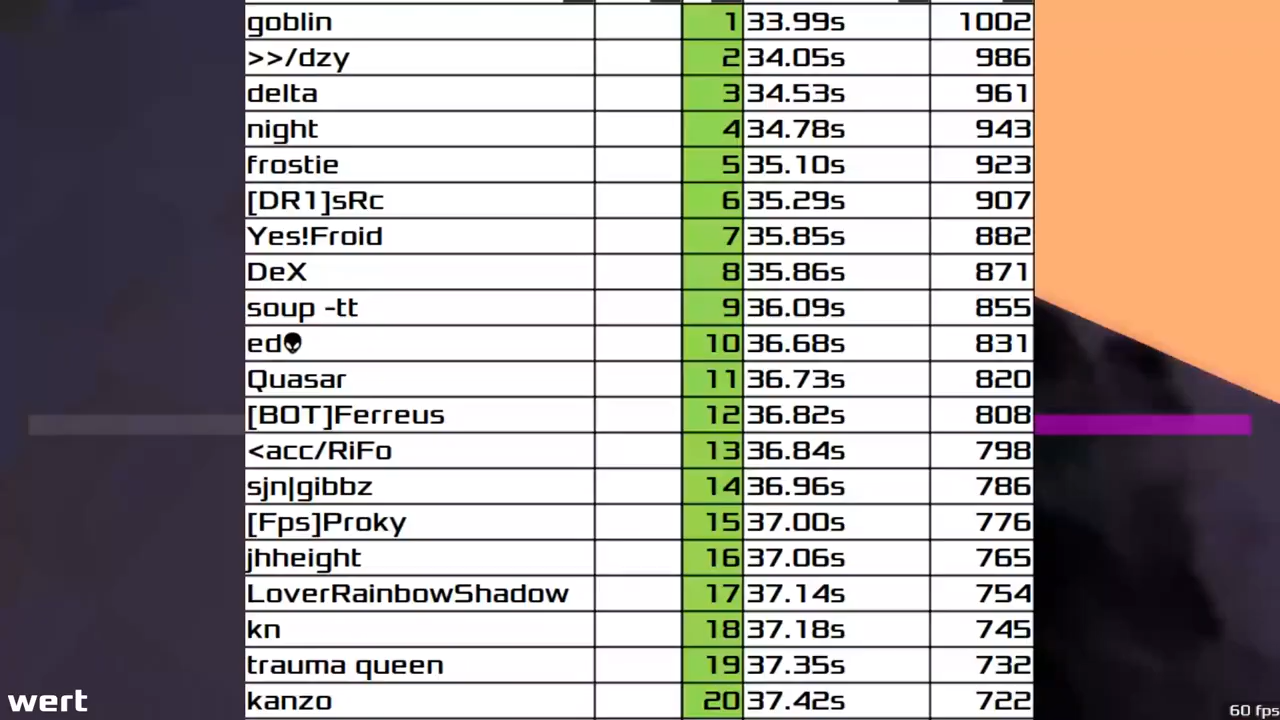 goblin 1 33.99s 1002
>>/dzy 2 34.05s 986
delta 3 34.53s 961
night 4 34.78s 943
frostie 5 35.10s 923
[DR1]sRc 6 35.29s 907
Yes!Froid 7 35.85s 882
DeX 8 35.86s 871
soup -tt 9 36.09s 855
ed👽 10 36.68s 831
Quasar 11 36.73s 820
[BOT]Ferreus 12 36.82s 808
<acc/RiFo 13 36.84s 798
sjn|gibbz 14 36.96s 786
[Fps]Proky 15 37.00s 776
jhheight 16 37.06s 765
LoverRainbowShadow 17 37.14s 754
kn 18 37.18s 745
trauma queen 19 37.35s 732
kanzo 20 37.42s 722
wert
60 fps